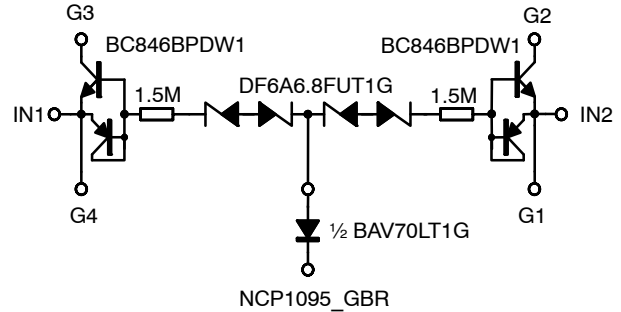 G3
G2
BC846BPDW1
BC846BPDW1
DF6A6.8FUT1G
1.5M
1.5M
IN1
IN2
G4
G1
½ BAV70LT1G
NCP1095_GBR